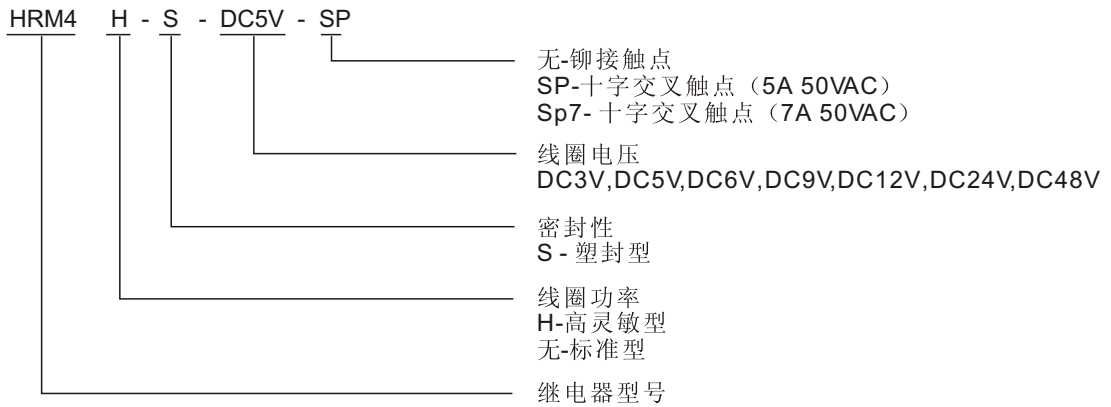 HRM4 H - S - DC5V - SP
无-铆接触点
SP-十字交叉触点（5A 50VAC）
Sp7- 十字交叉触点（7A 50VAC）
线圈电压
DC3V,DC5V,DC6V,DC9V,DC12V,DC24V,DC48V
密封性
S - 塑封型
线圈功率
H-高灵敏型
无-标准型
继电器型号